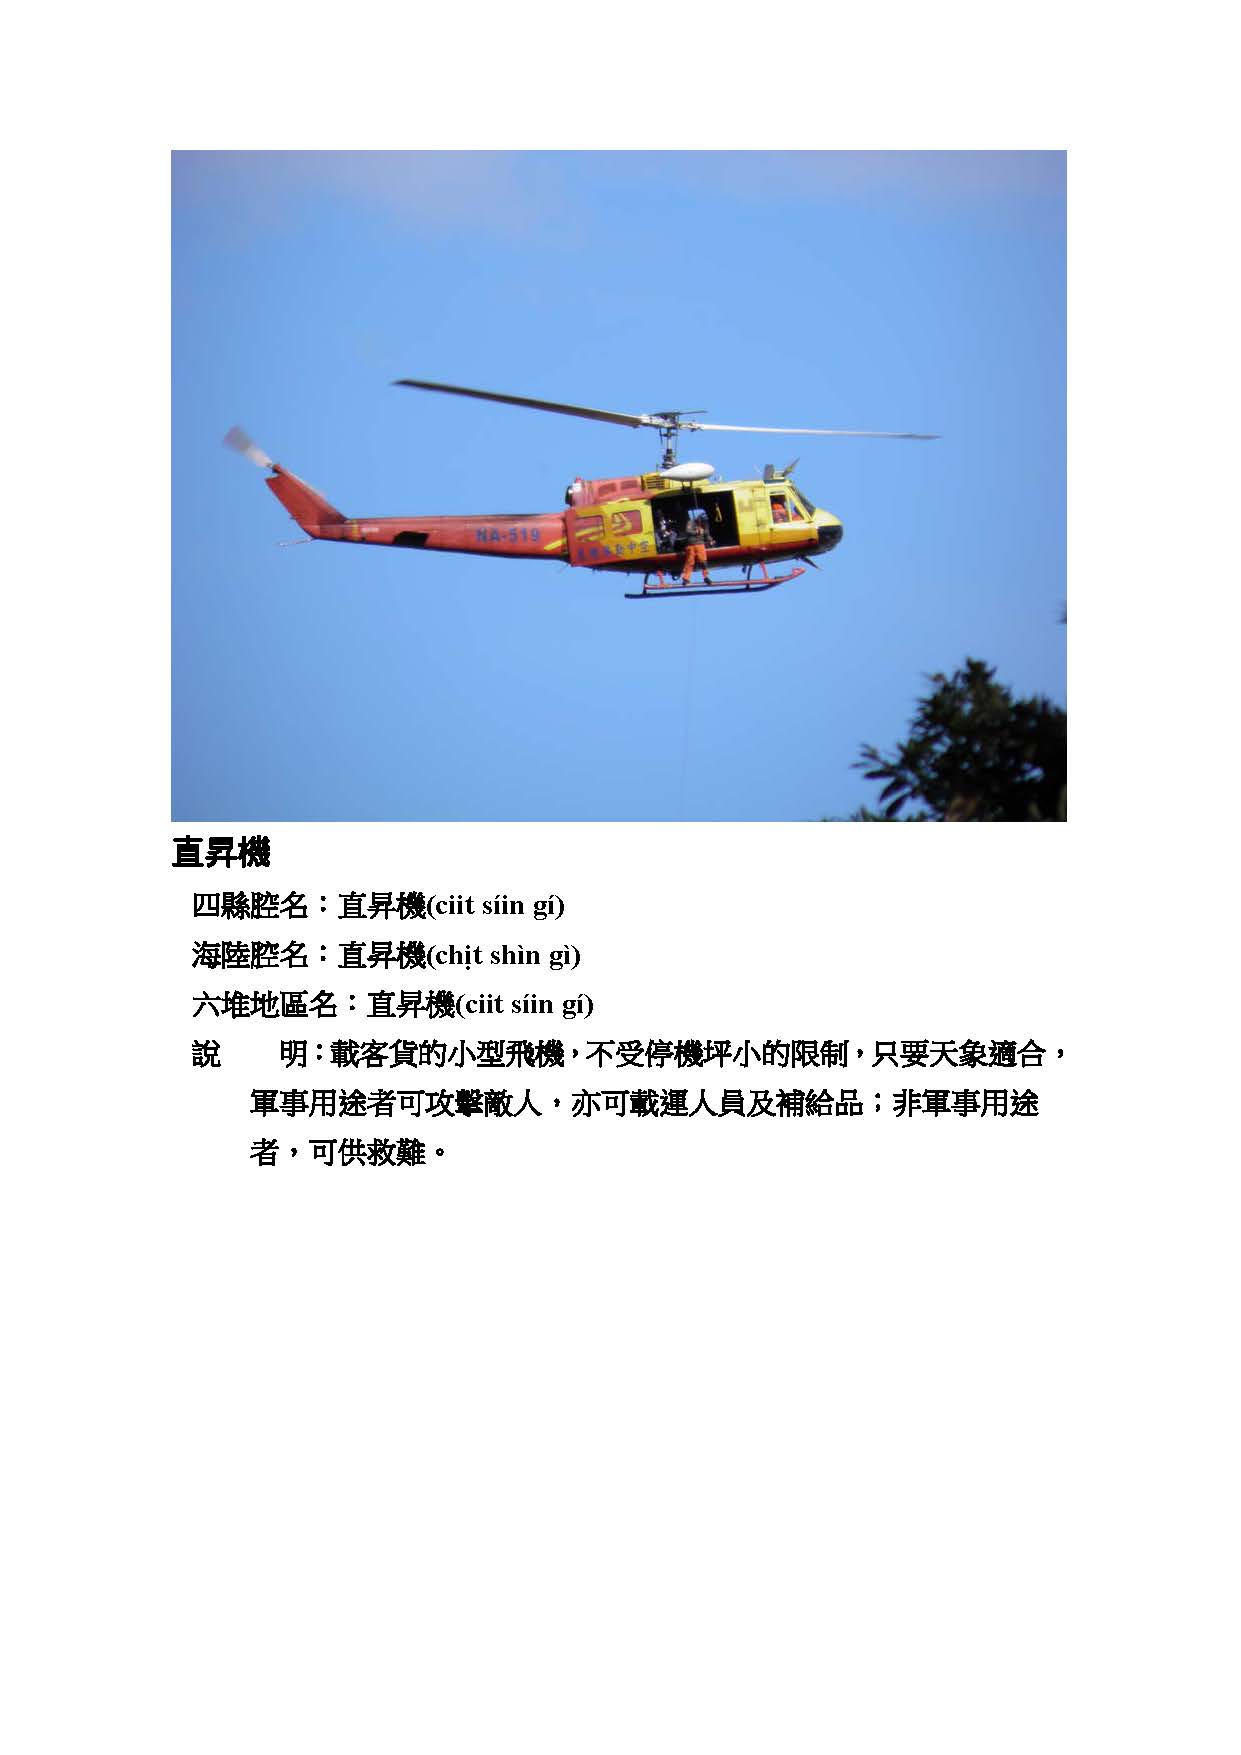 NA-519
直昇機
四縣腔名：直昇機(ciit síin gí)
海陸腔名：直昇機(chịt shìn gì)
六堆地區名：直昇機(ciit síin gí)
說　　明：載客貨的小型飛機，不受停機坪小的限制，只要天象適合，
軍事用途者可攻擊敵人，亦可載運人員及補給品；非軍事用途
者，可供救難。